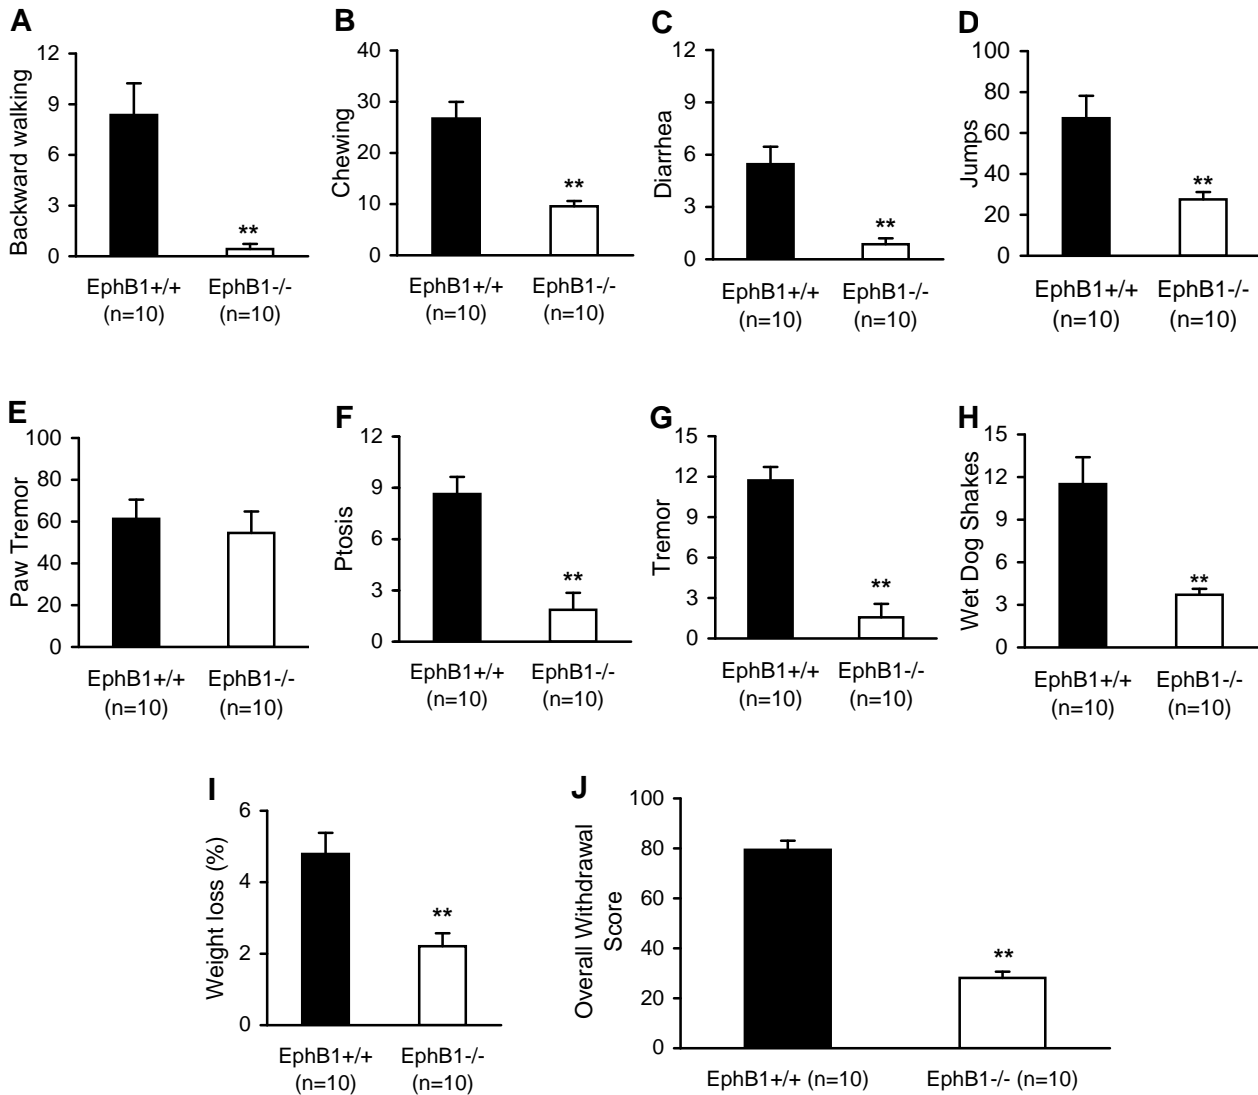 A
Backward walking
12
9
6
3
0
**
EphB1+/+ EphB1-/-
(n=10) (n=10)
B
Chewing
40
30
20
10
0
**
EphB1+/+ EphB1-/-
(n=10) (n=10)
C
Diarrhea
12
9
6
3
0
**
EphB1+/+ EphB1-/-
(n=10) (n=10)
D
Jumps
100
80
60
40
20
0
**
EphB1+/+ EphB1-/-
(n=10) (n=10)
E
Paw Tremor
100
80
60
40
20
0
EphB1+/+ EphB1-/-
(n=10) (n=10)
F
Ptosis
12
9
6
3
0
**
EphB1+/+ EphB1-/-
(n=10) (n=10)
G
Tremor
15
12
9
6
3
0
**
EphB1+/+ EphB1-/-
(n=10) (n=10)
H
Wet Dog Shakes
15
12
9
6
3
0
**
EphB1+/+ EphB1-/-
(n=10) (n=10)
I
Weight loss (%)
6
4
2
0
**
EphB1+/+ EphB1-/-
(n=10) (n=10)
J
Overall Withdrawal
Score
100
80
60
40
20
0
**
EphB1+/+ (n=10) EphB1-/- (n=10)